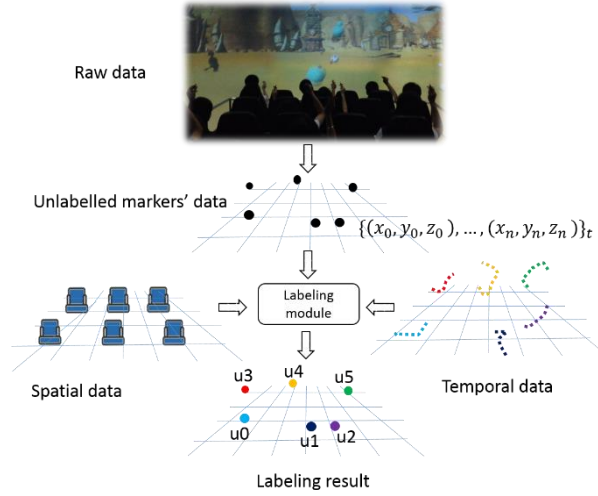 Raw data
Unlabelled markers' data
{(x₀, y₀, z₀), ..., (xₙ, yₙ, zₙ)}ₜ
Labeling
module
Spatial data
Temporal data
u3
u4
u5
u0
u1
u2
Labeling result